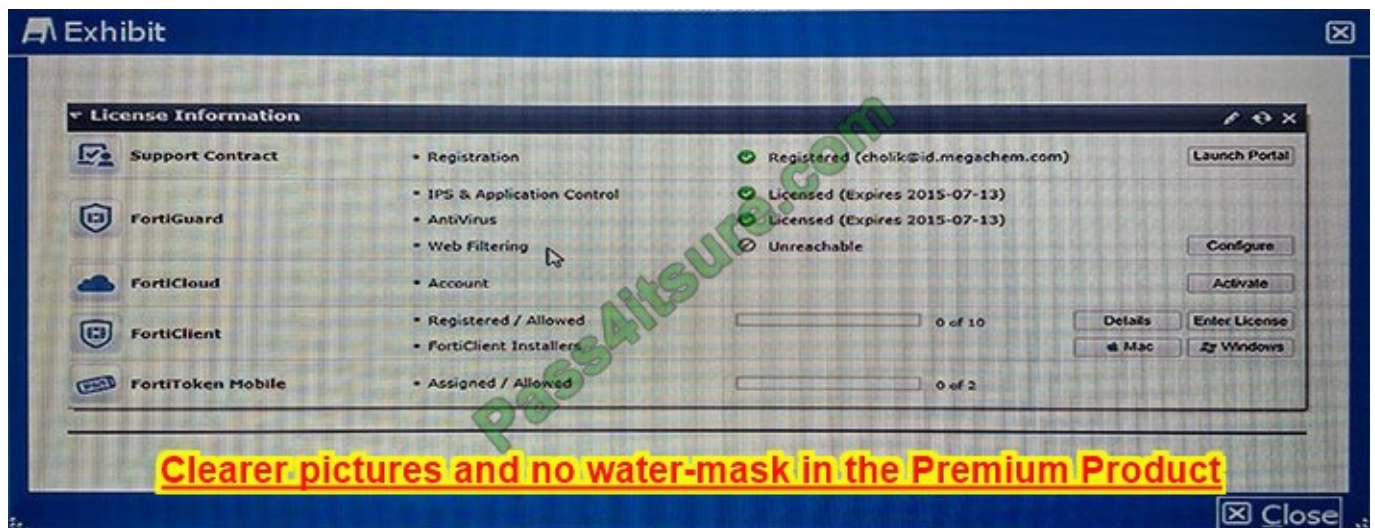 Exhibit
License Information
Support Contract • Registration Registered (cholik@id.megachem.com) Launch Portal
• IPS & Application Control Licensed (Expires 2015-07-13)
FortiGuard • AntiVirus Licensed (Expires 2015-07-13)
• Web Filtering Unreachable Configure
FortiCloud • Account Activate
FortiClient • Registered / Allowed 0 of 10 Details Enter License
• FortiClient Installers Mac Windows
FortiToken Mobile • Assigned / Allowed 0 of 2
Pass4itsure.com
Clearer pictures and no water-mask in the Premium Product
Close